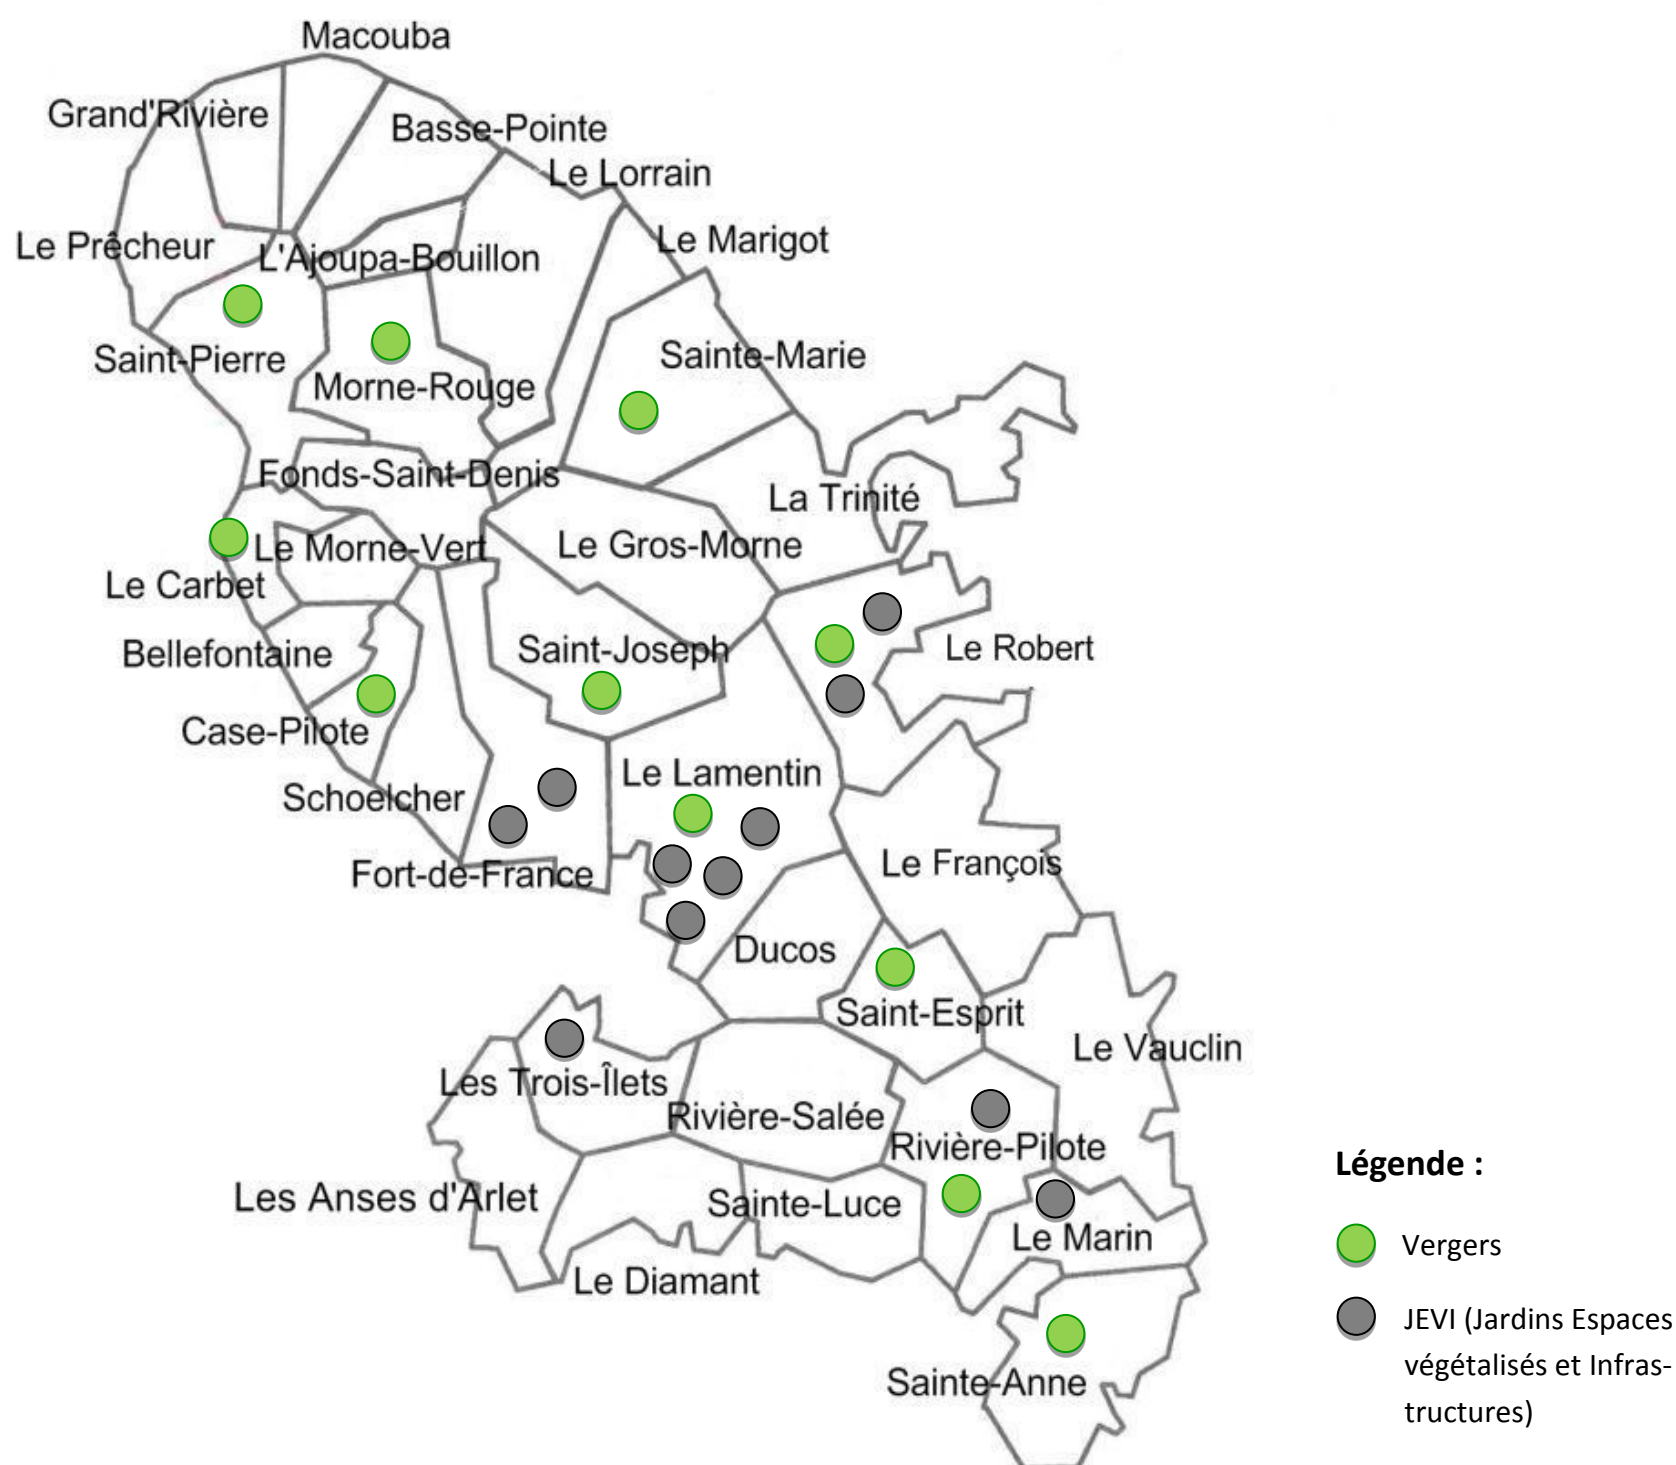 Macouba
Grand'Rivière
Basse-Pointe
Le Lorrain
Le Prêcheur
L'Ajoupa-Bouillon
Le Marigot
Saint-Pierre
Morne-Rouge
Sainte-Marie
Fonds-Saint-Denis
La Trinité
Le Morne-Vert
Le Gros-Morne
Le Carbet
Bellefontaine
Saint-Joseph
Le Robert
Case-Pilote
Schoelcher
Le Lamentin
Fort-de-France
Le François
Ducos
Saint-Esprit
Le Vauclin
Les Trois-Îlets
Rivière-Salée
Rivière-Pilote
Les Anses d'Arlet
Sainte-Luce
Le Marin
Le Diamant
Sainte-Anne
Légende :
Vergers
JEVI (Jardins Espaces
végétalisés et Infras-
tructures)